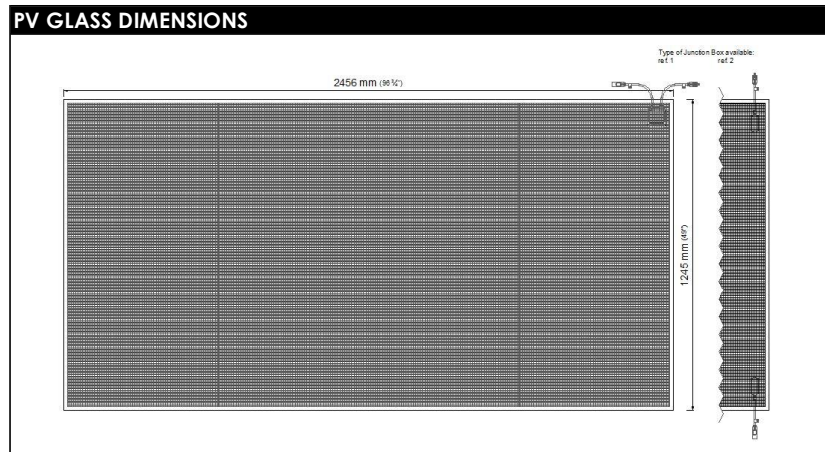 PV GLASS DIMENSIONS
Type of Junction Box available:
ref. 1 ref. 2
2456 mm (96 ¾")
1245 mm (49")